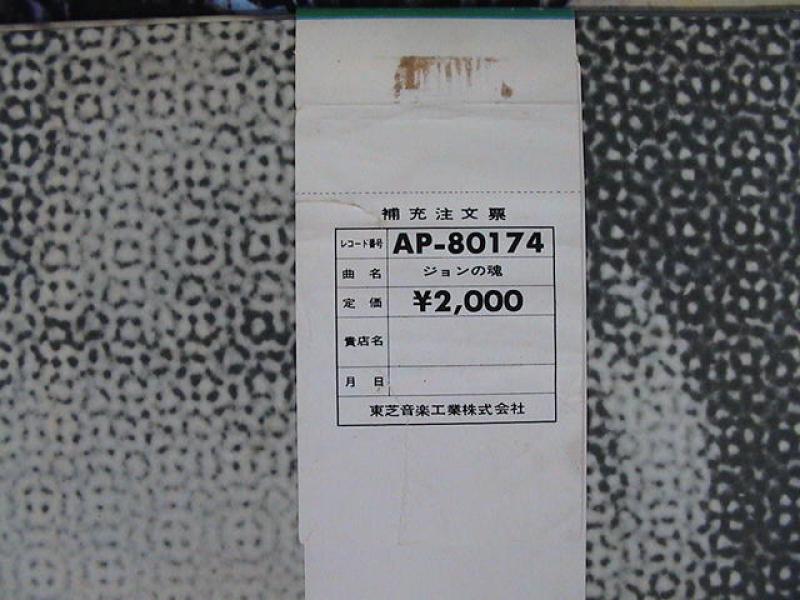 補充注文票
レコード番号 AP-80174
曲名 ジョンの魂
定価 ¥2,000
貴店名
月日
東芝音楽工業株式会社